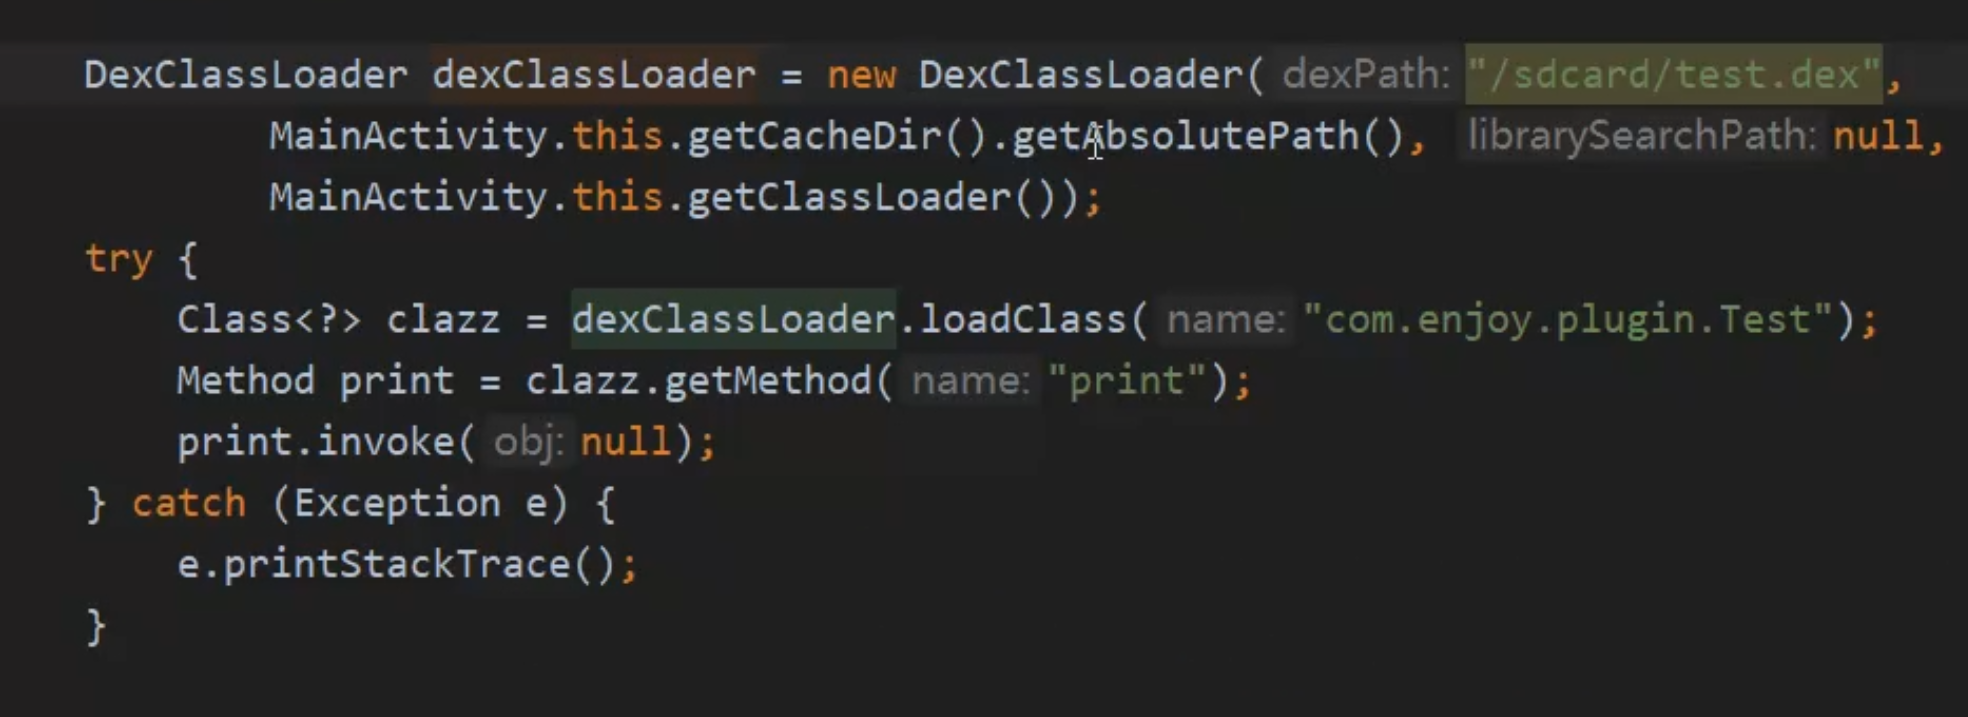 DexClassLoader dexClassLoader = new DexClassLoader( dexPath: "/sdcard/test.dex",
MainActivity.this.getCacheDir().getAbsolutePath(), librarySearchPath: null,
MainActivity.this.getClassLoader());
try {
Class<?> clazz = dexClassLoader.loadClass( name: "com.enjoy.plugin.Test");
Method print = clazz.getMethod( name: "print");
print.invoke( obj: null);
} catch (Exception e) {
e.printStackTrace();
}